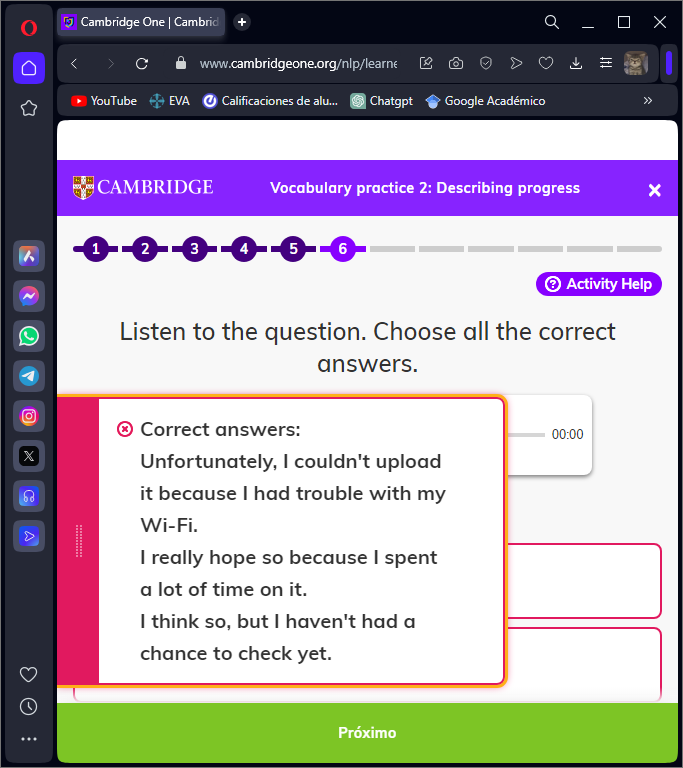 Cambridge One | Cambrid
www.cambridgeone.org/nlp/learne
YouTube
EVA
Calificaciones de alu...
Chatgpt
Google Académico
»
CAMBRIDGE
Vocabulary practice 2: Describing progress
1 2 3 4 5 6
Activity Help
Listen to the question. Choose all the correct
answers.
00:00
Correct answers:
Unfortunately, I couldn't upload
it because I had trouble with my
Wi-Fi.
I really hope so because I spent
a lot of time on it.
I think so, but I haven't had a
chance to check yet.
Próximo